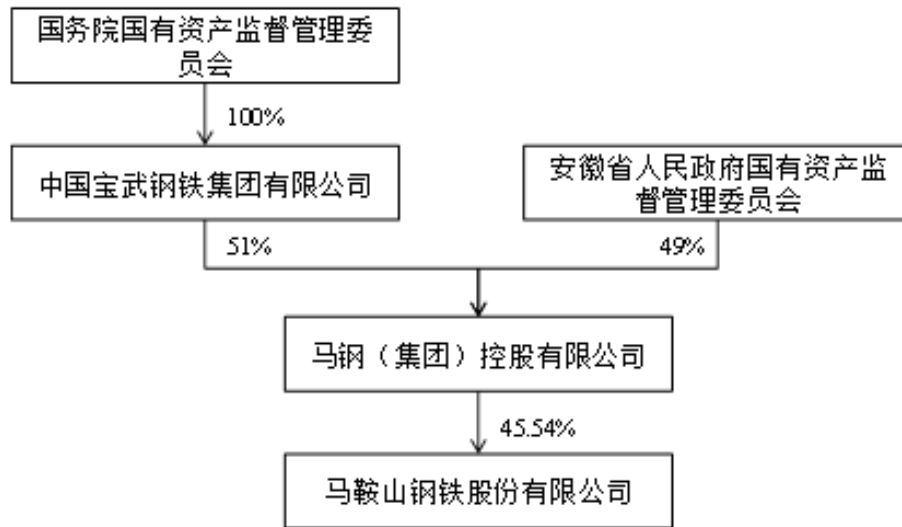 国务院国有资产监督管理委
员会
100%
中国宝武钢铁集团有限公司
安徽省人民政府国有资产监
督管理委员会
51%
49%
马钢（集团）控股有限公司
45.54%
马鞍山钢铁股份有限公司